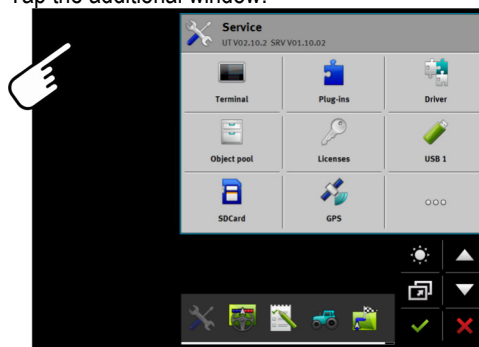 Tap the additional window.
Service
UT V02.10.2 SRV V01.10.02
Terminal
Plug-ins
Driver
Object pool
Licenses
USB 1
SDCard
GPS